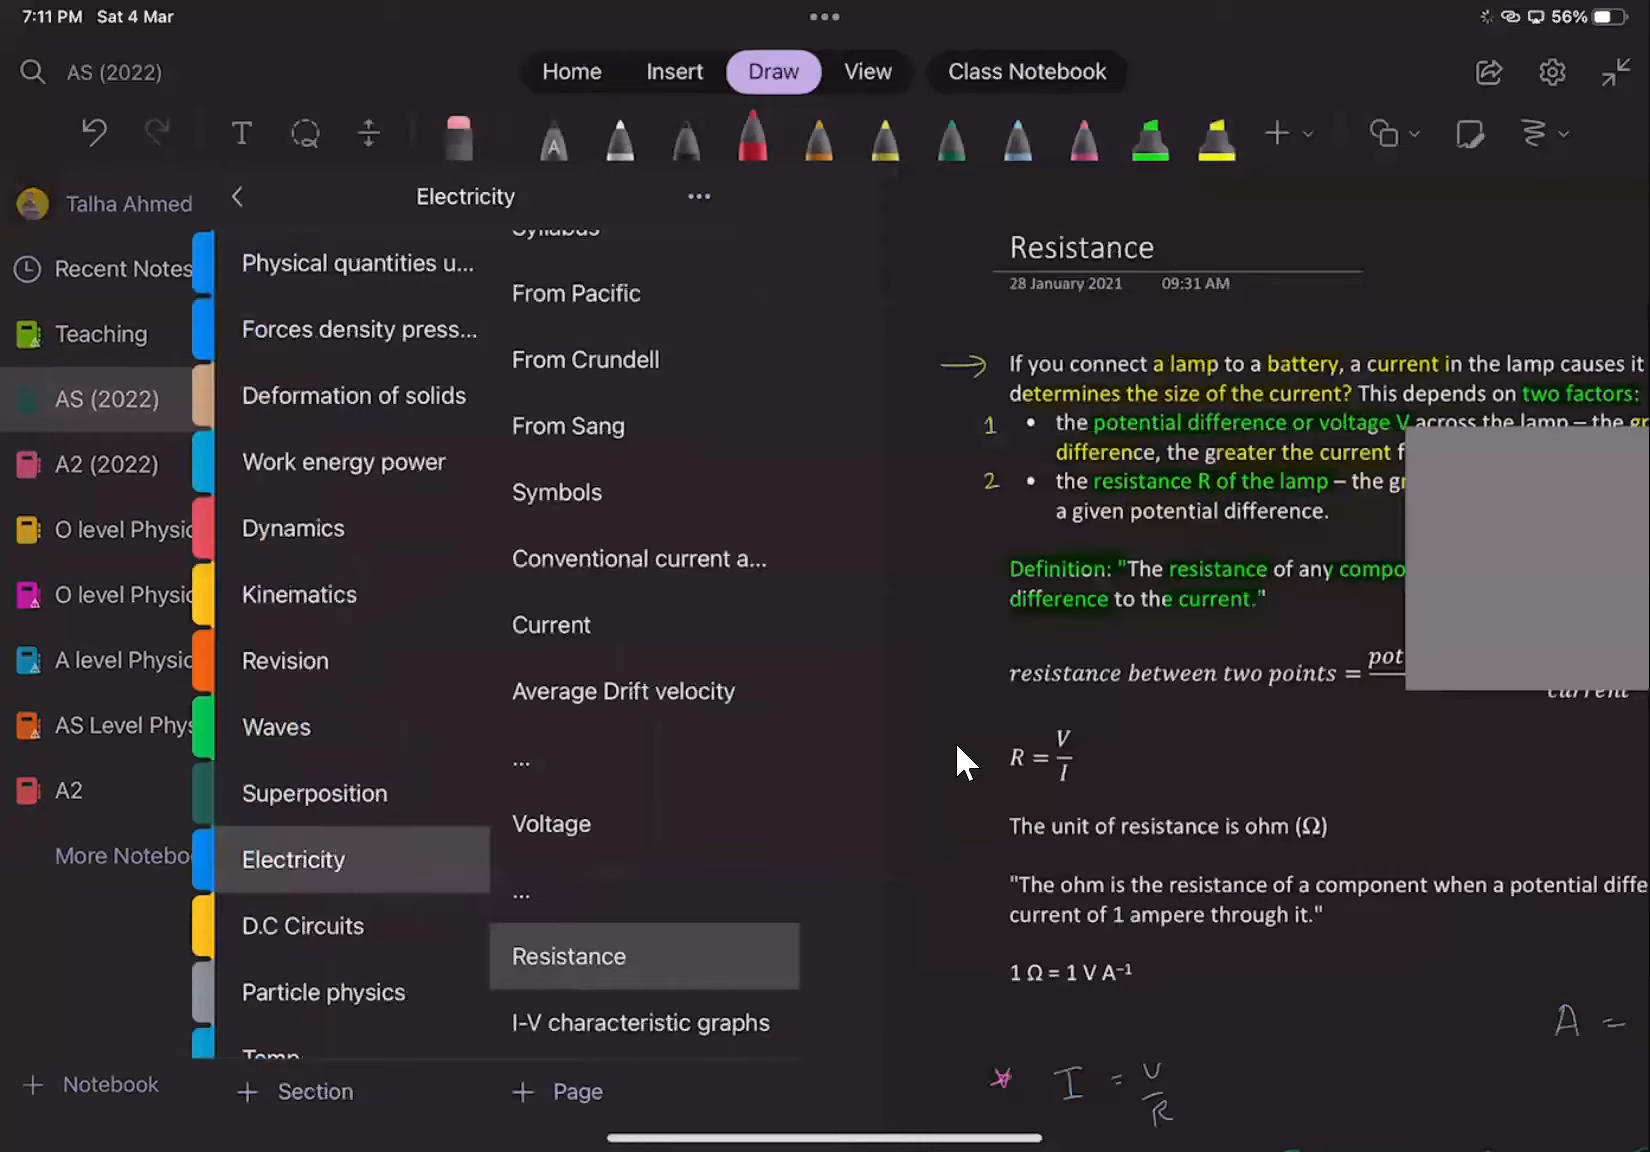 7:11 PM Sat 4 Mar
56%
AS (2022)
Home Insert Draw View Class Notebook
T
A
Talha Ahmed
Recent Notes
Teaching
AS (2022)
A2 (2022)
O level Physic
O level Physic
A level Physic
AS Level Phys
A2
More Notebo
+ Notebook
Electricity
...
Physical quantities u...
Forces density press...
Deformation of solids
Work energy power
Dynamics
Kinematics
Revision
Waves
Superposition
Electricity
D.C Circuits
Particle physics
Temp
+ Section
Syllabus
From Pacific
From Crundell
From Sang
Symbols
Conventional current a...
Current
Average Drift velocity
...
Voltage
...
Resistance
I-V characteristic graphs
+ Page
Resistance
28 January 2021 09:31 AM
→ If you connect a lamp to a battery, a current in the lamp causes it
determines the size of the current? This depends on two factors:
1 • the potential difference or voltage V across the lamp – the gr
difference, the greater the current f
2 • the resistance R of the lamp – the gr
a given potential difference.
Definition: "The resistance of any compo
difference to the current."
resistance between two points = pot
current
R = V/I
The unit of resistance is ohm (Ω)
"The ohm is the resistance of a component when a potential diffe
current of 1 ampere through it."
1 Ω = 1 V A⁻¹
A =
I = V/R